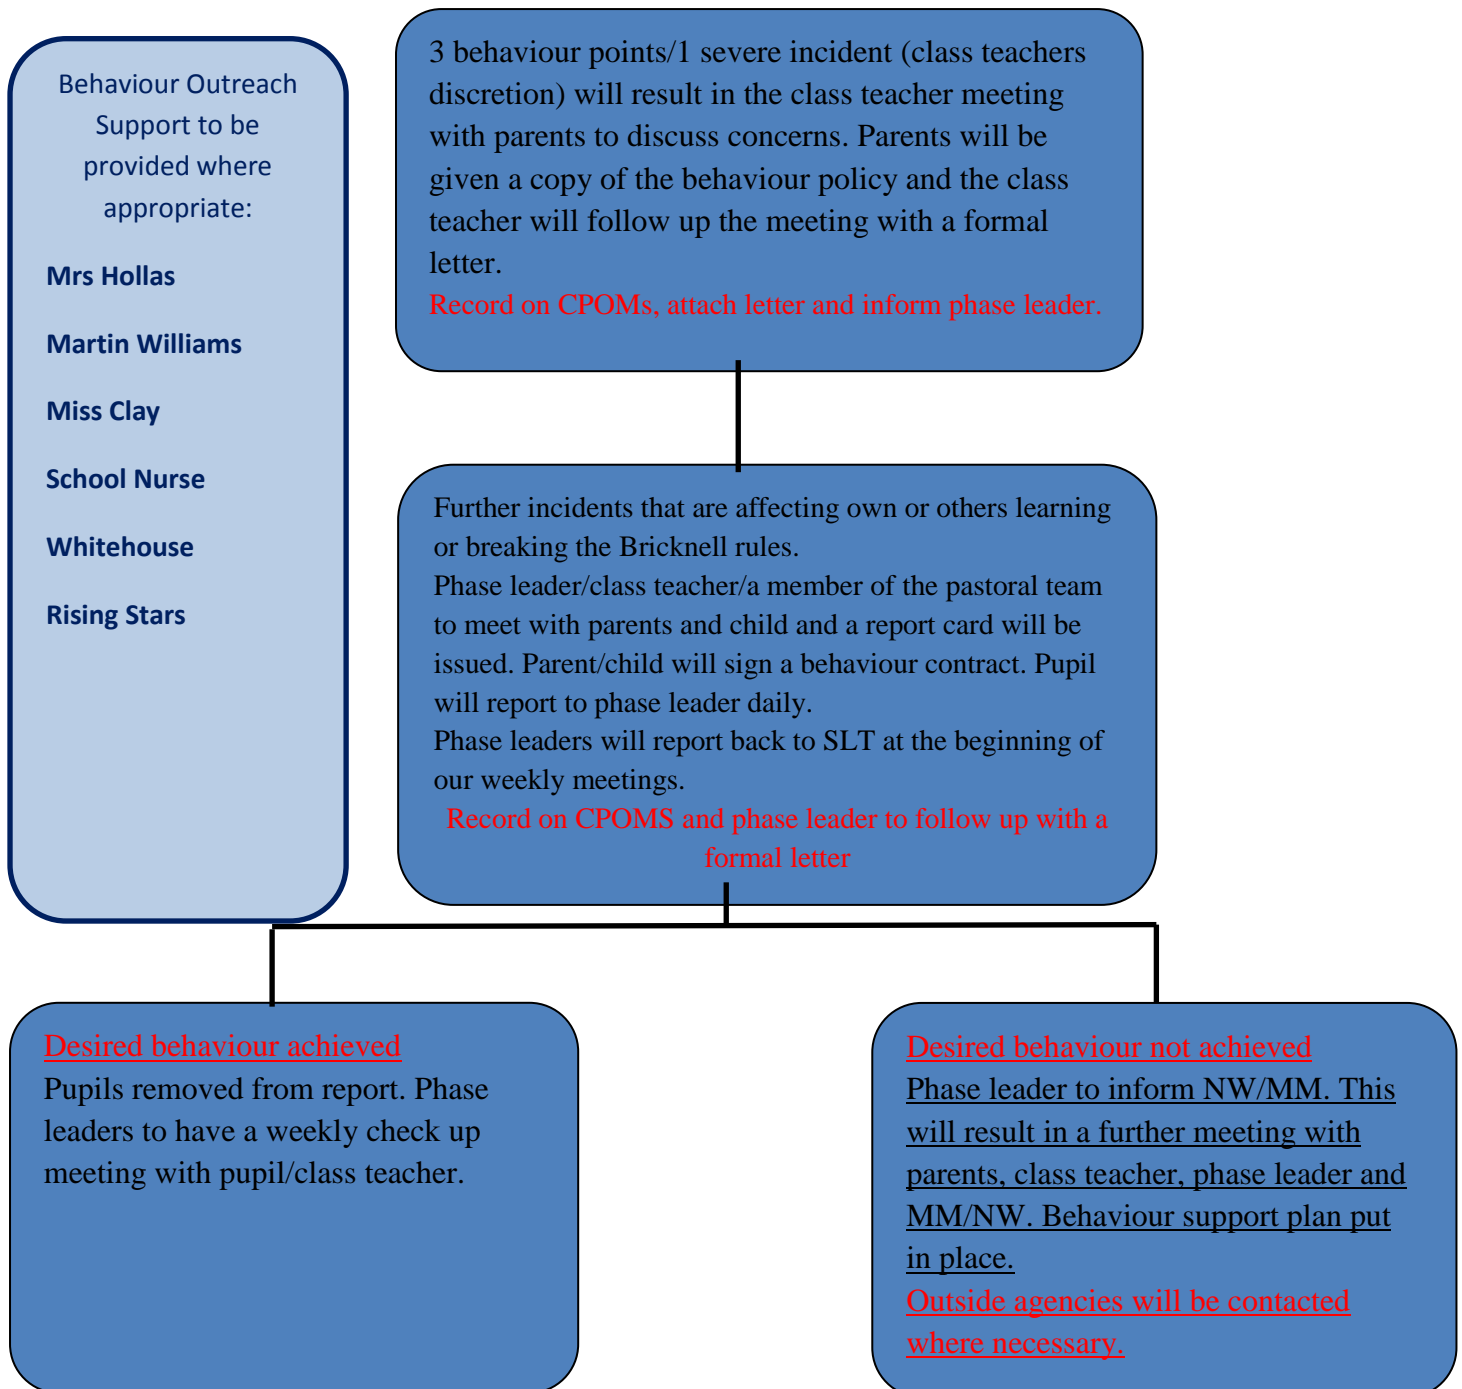 Behaviour Outreach
Support to be
provided where
appropriate:
Mrs Hollas
Martin Williams
Miss Clay
School Nurse
Whitehouse
Rising Stars
3 behaviour points/1 severe incident (class teachers
discretion) will result in the class teacher meeting
with parents to discuss concerns. Parents will be
given a copy of the behaviour policy and the class
teacher will follow up the meeting with a formal
letter.
Record on CPOMs, attach letter and inform phase leader.
Further incidents that are affecting own or others learning
or breaking the Bricknell rules.
Phase leader/class teacher/a member of the pastoral team
to meet with parents and child and a report card will be
issued. Parent/child will sign a behaviour contract. Pupil
will report to phase leader daily.
Phase leaders will report back to SLT at the beginning of
our weekly meetings.
Record on CPOMS and phase leader to follow up with a
formal letter
Desired behaviour achieved
Pupils removed from report. Phase
leaders to have a weekly check up
meeting with pupil/class teacher.
Desired behaviour not achieved
Phase leader to inform NW/MM. This
will result in a further meeting with
parents, class teacher, phase leader and
MM/NW. Behaviour support plan put
in place.
Outside agencies will be contacted
where necessary.